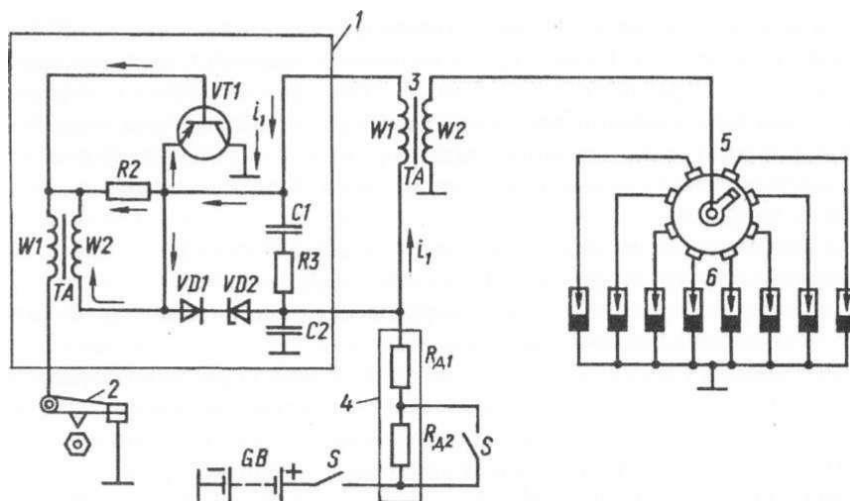 1
VT1
i₁
3
W1 W2
TA
5
R2
C1
R3
W1 W2
TA
VD1 VD2
i₁
6
C2
2
4
RД1
RД2
S
GB
− +
S